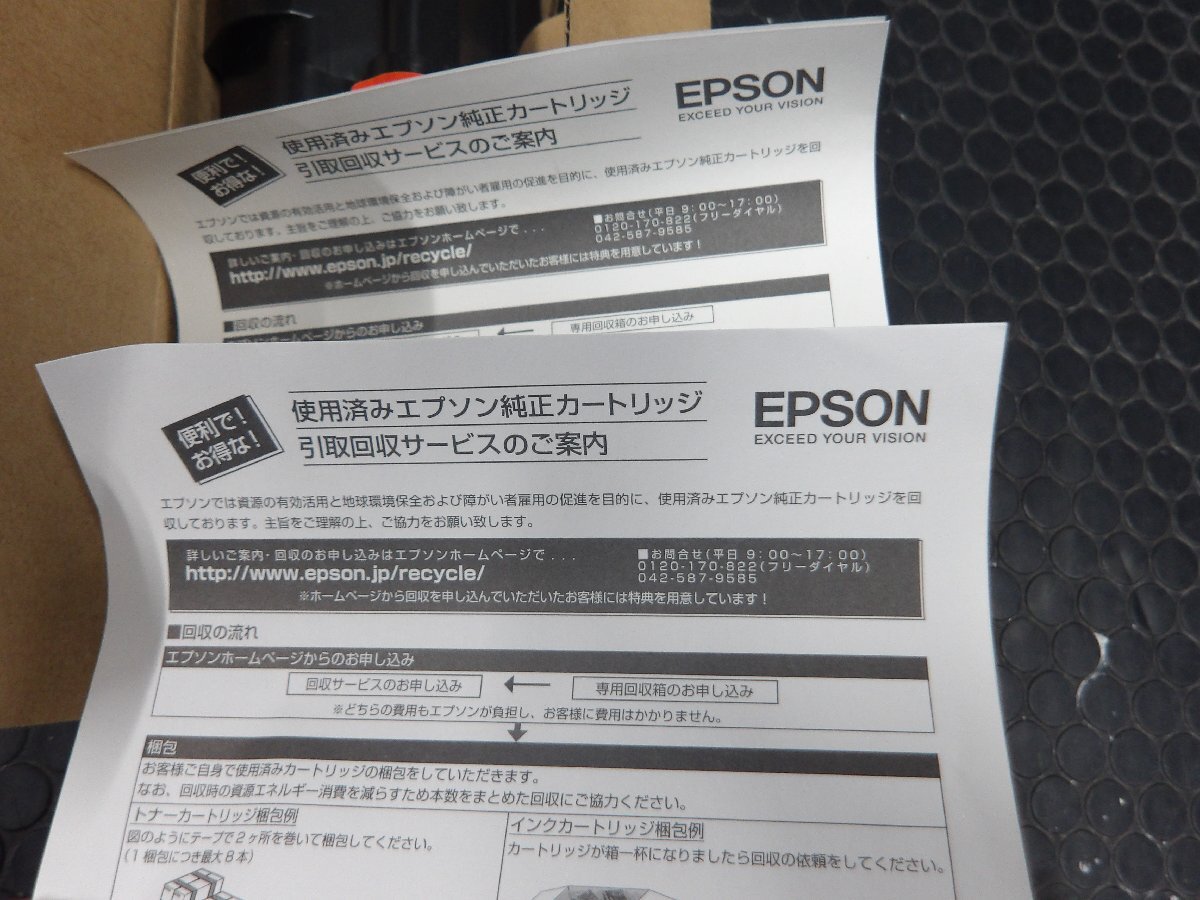 便利で!
お得な!
使用済みエプソン純正カートリッジ
引取回収サービスのご案内
EPSON
EXCEED YOUR VISION
エプソンでは資源の有効活用と地球環境保全および障がい者雇用の促進を目的に、使用済みエプソン純正カートリッジを回
収しております。主旨をご理解の上、ご協力をお願い致します。
詳しいご案内・回収のお申し込みはエプソンホームページで...
http://www.epson.jp/recycle/
■お問合せ(平日 9:00~17:00)
0120-170-822(フリーダイヤル)
042-587-9585
※ホームページから回収を申し込んでいただいたお客様には特典を用意しています!
■回収の流れ
ホームページからのお申し込み
専用回収箱のお申し込み
便利で!
お得な!
使用済みエプソン純正カートリッジ
引取回収サービスのご案内
EPSON
EXCEED YOUR VISION
エプソンでは資源の有効活用と地球環境保全および障がい者雇用の促進を目的に、使用済みエプソン純正カートリッジを回
収しております。主旨をご理解の上、ご協力をお願い致します。
詳しいご案内・回収のお申し込みはエプソンホームページで...
http://www.epson.jp/recycle/
■お問合せ(平日 9:00~17:00)
0120-170-822(フリーダイヤル)
042-587-9585
※ホームページから回収を申し込んでいただいたお客様には特典を用意しています!
■回収の流れ
エプソンホームページからのお申し込み
回収サービスのお申し込み
専用回収箱のお申し込み
※どちらの費用もエプソンが負担し、お客様に費用はかかりません。
梱包
お客様ご自身で使用済みカートリッジの梱包をしていただきます。
なお、回収時の資源エネルギー消費を減らすため本数をまとめた回収にご協力ください。
トナーカートリッジ梱包例
図のようにテープで2ヶ所を巻いて梱包してください。
(1梱包につき最大8本)
インクカートリッジ梱包例
カートリッジが箱一杯になりましたら回収の依頼をしてください。